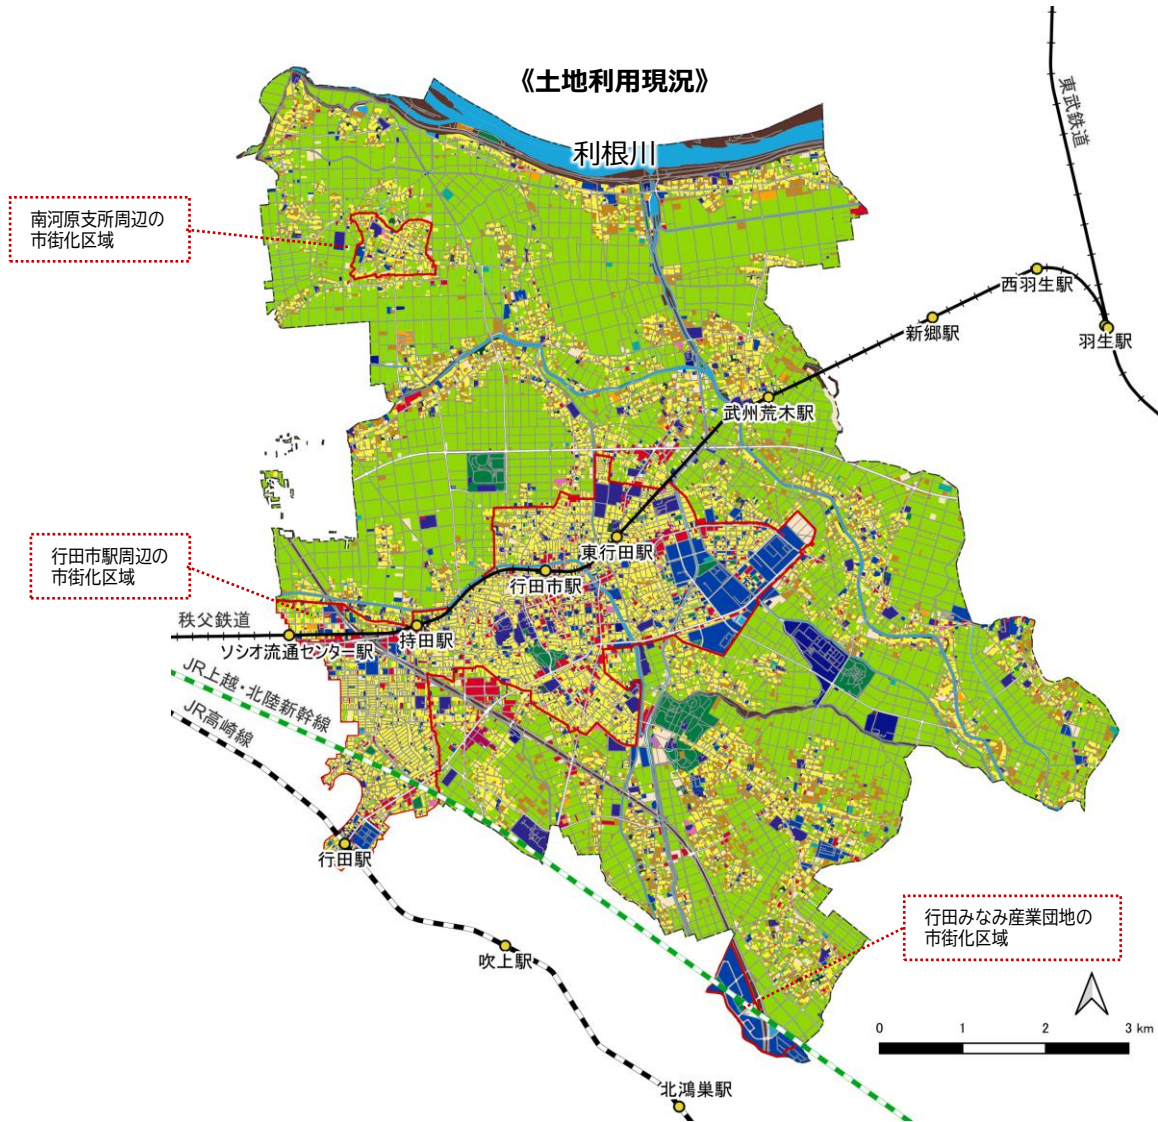 《土地利用現況》
東武鉄道
利根川
南河原支所周辺の
市街化区域
西羽生駅
新郷駅
羽生駅
武州荒木駅
行田市駅周辺の
市街化区域
東行田駅
行田市駅
秩父鉄道
持田駅
ソシオ流通センター駅
JR上越・北陸新幹線
JR高崎線
行田駅
行田みなみ産業団地の
市街化区域
吹上駅
0 1 2 3 km
北鴻巣駅